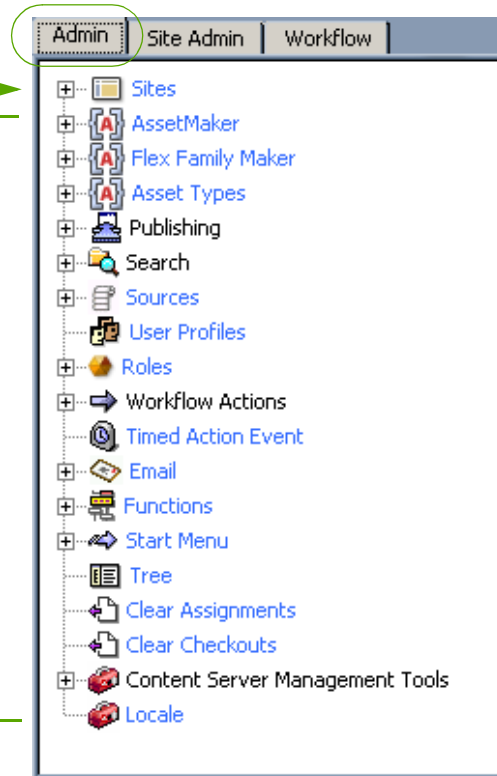 Admin Site Admin Workflow
Sites
AssetMaker
Flex Family Maker
Asset Types
Publishing
Search
Sources
User Profiles
Roles
Workflow Actions
Timed Action Event
Email
Functions
Start Menu
Tree
Clear Assignments
Clear Checkouts
Content Server Management Tools
Locale